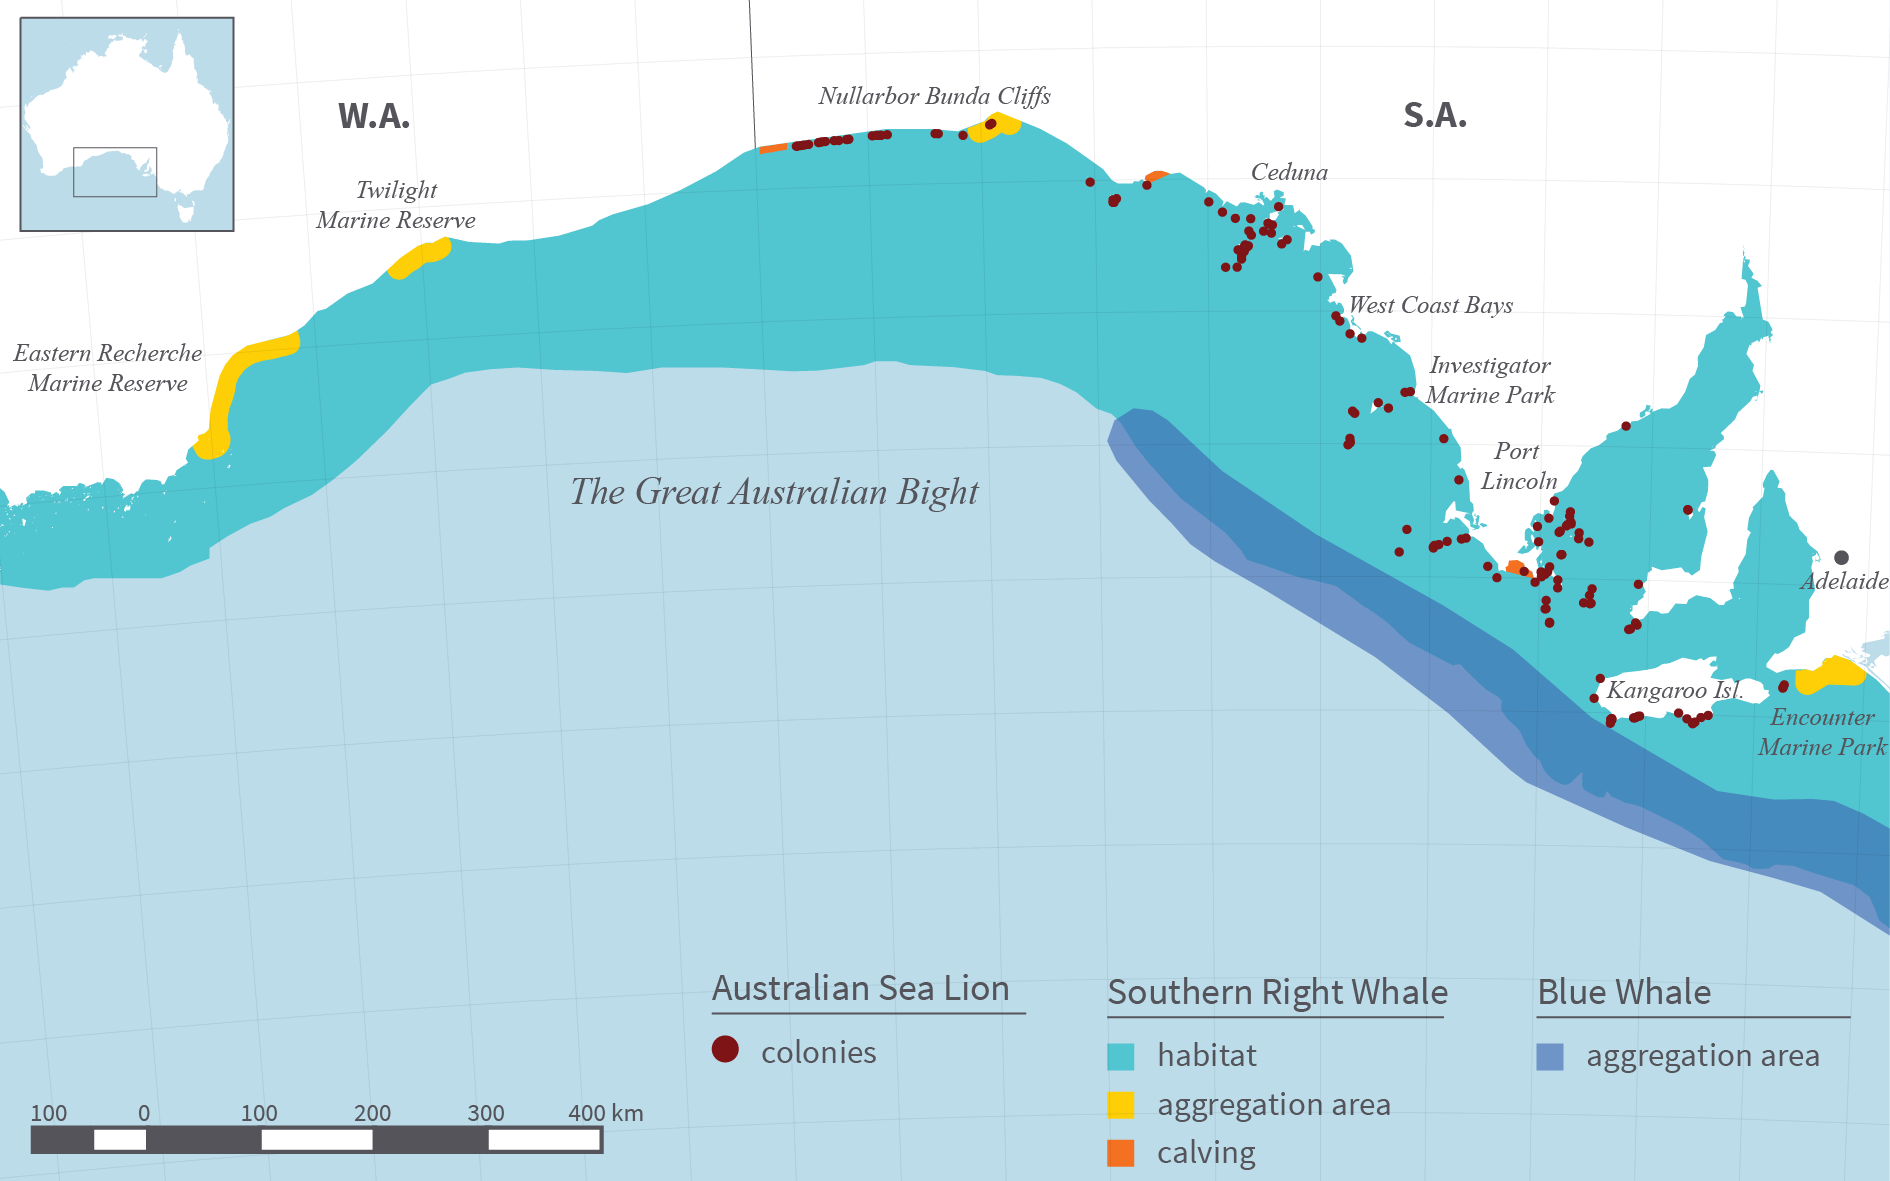 W.A.
Nullarbor Bunda Cliffs
S.A.
Ceduna
Twilight
Marine Reserve
West Coast Bays
Eastern Recherche
Marine Reserve
Investigator
Marine Park
Port
Lincoln
The Great Australian Bight
Adelaide
Kangaroo Isl.
Encounter
Marine Park
Australian Sea Lion
colonies
Southern Right Whale
habitat
aggregation area
calving
Blue Whale
aggregation area
100 0 100 200 300 400 km